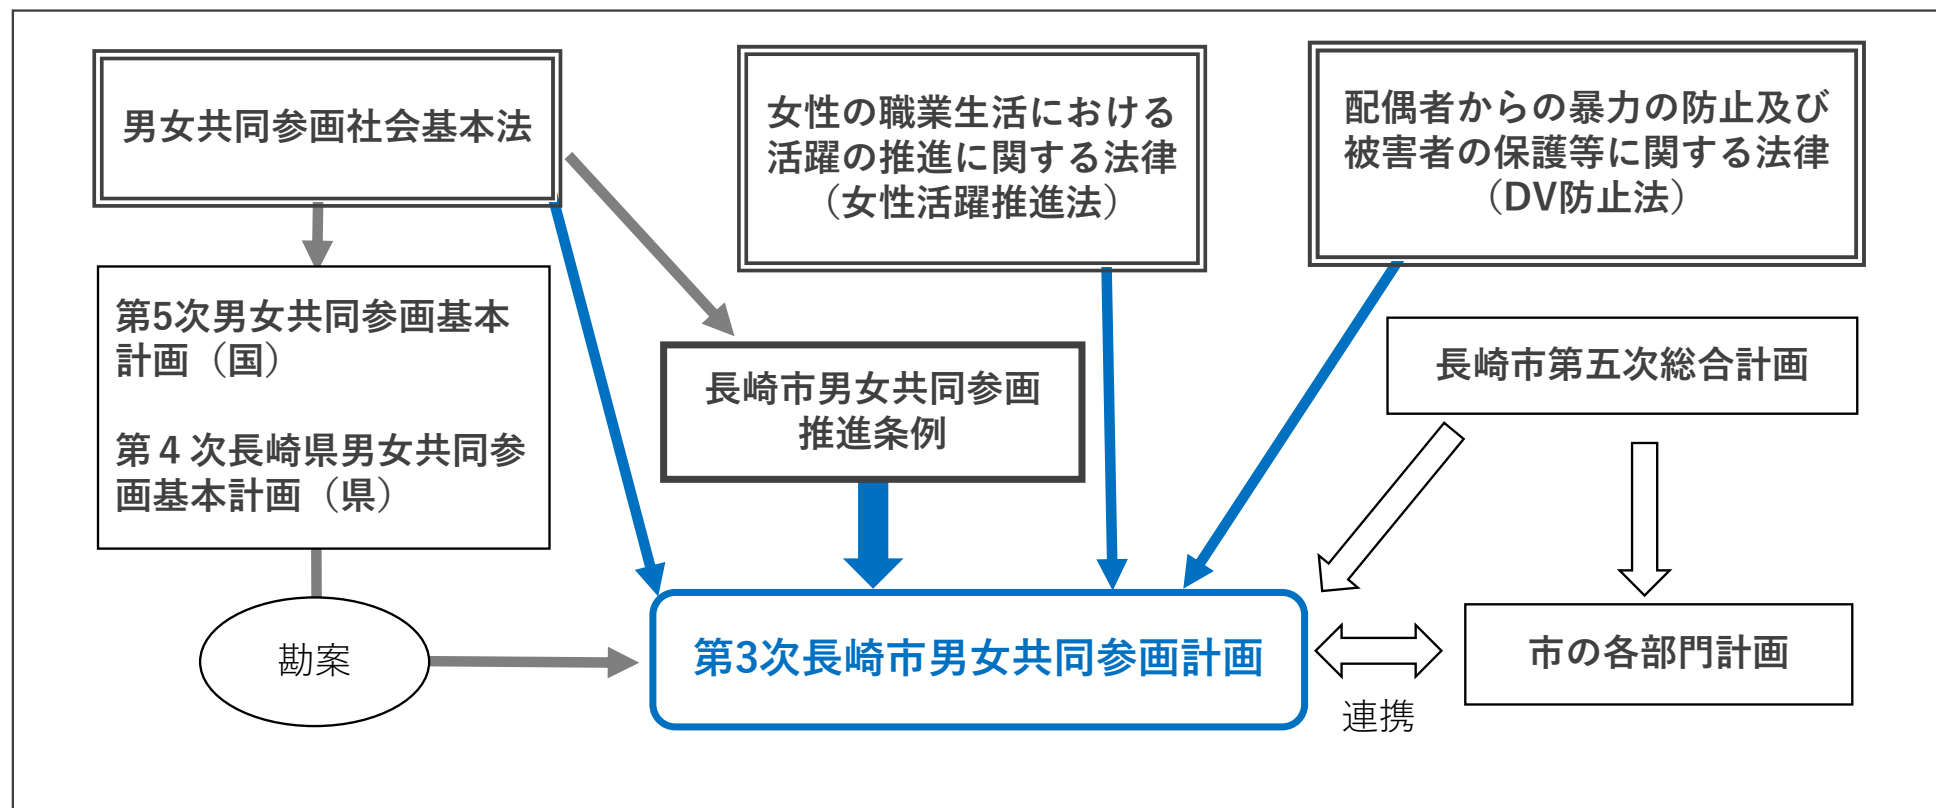 男女共同参画社会基本法
女性の職業生活における
活躍の推進に関する法律
（女性活躍推進法）
配偶者からの暴力の防止及び
被害者の保護等に関する法律
（DV防止法）
第5次男女共同参画基本
計画（国）
第４次長崎県男女共同参
画基本計画（県）
長崎市男女共同参画
推進条例
長崎市第五次総合計画
勘案
第3次長崎市男女共同参画計画
市の各部門計画
連携